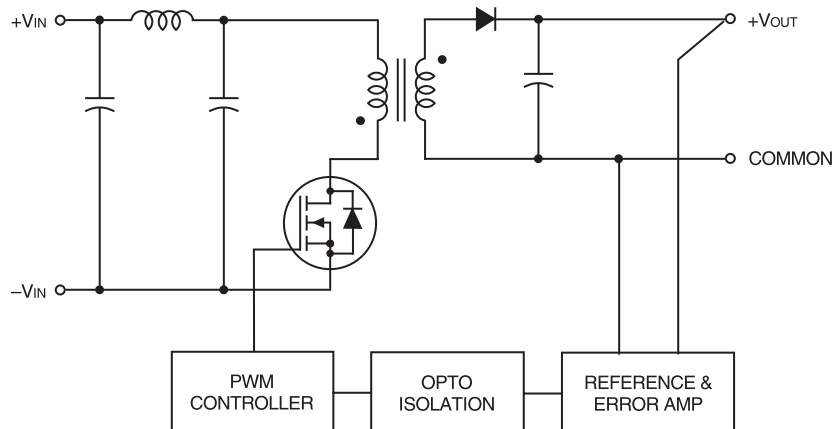 +VIN
+VOUT
COMMON
–VIN
PWM
CONTROLLER
OPTO
ISOLATION
REFERENCE &
ERROR AMP